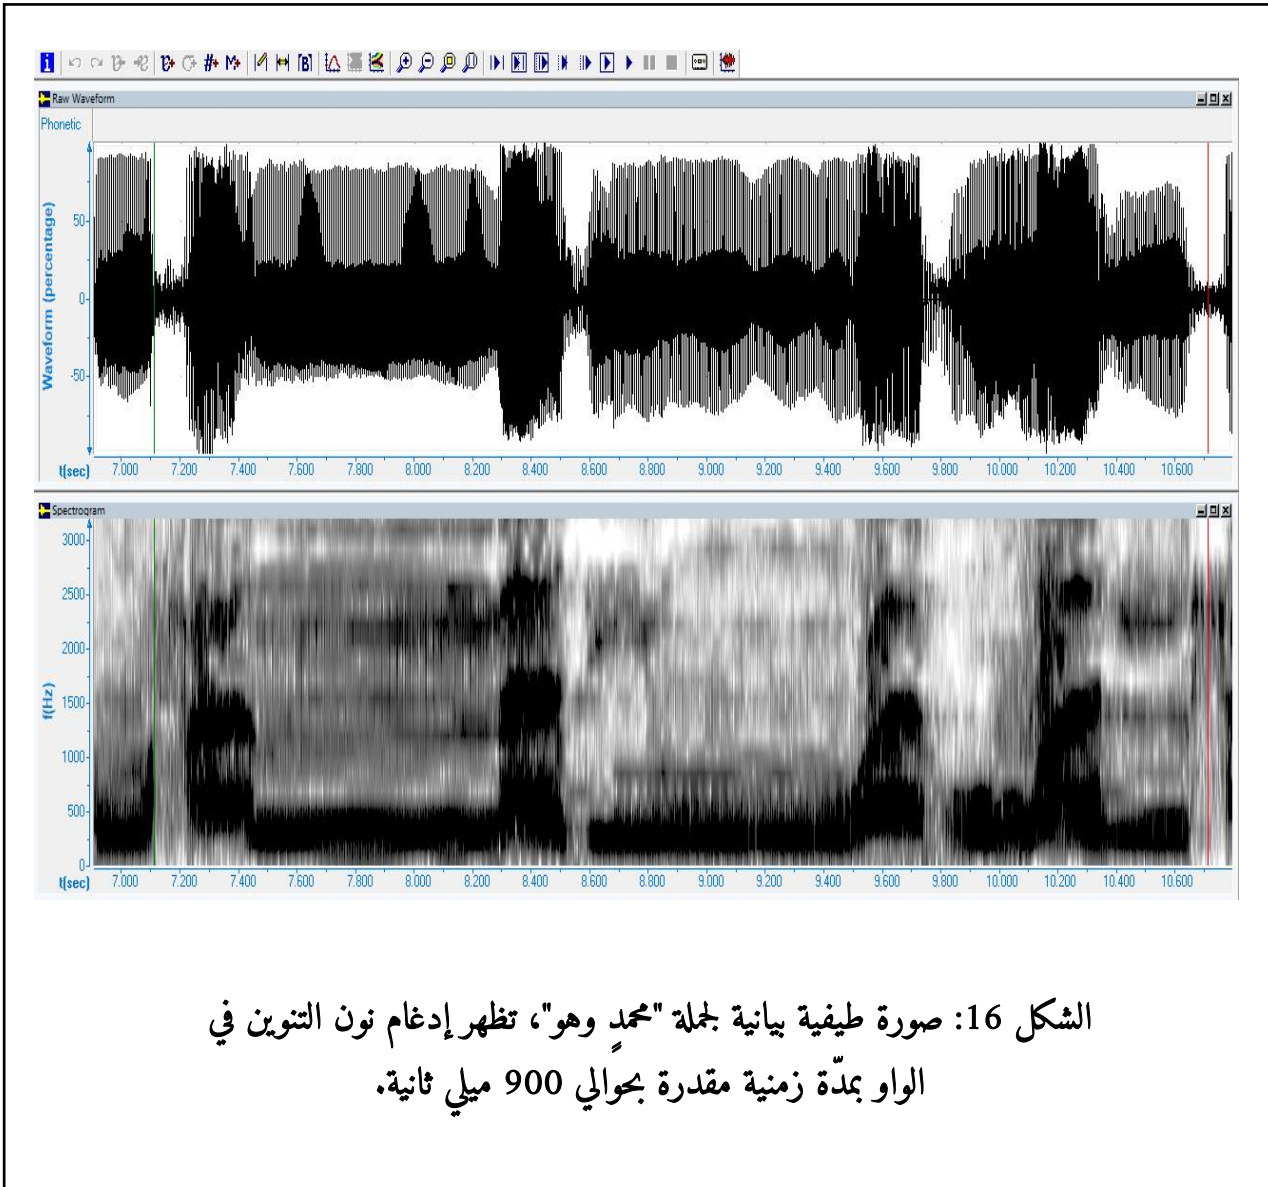 Raw Waveform
Phonetic
Waveform (percentage)
50-
0-
-50-
t(sec) 7.000 7.200 7.400 7.600 7.800 8.000 8.200 8.400 8.600 8.800 9.000 9.200 9.400 9.600 9.800 10.000 10.200 10.400 10.600
Spectrogram
f(Hz)
3000-
2500-
2000-
1500-
1000-
500-
0-
t(sec) 7.000 7.200 7.400 7.600 7.800 8.000 8.200 8.400 8.600 8.800 9.000 9.200 9.400 9.600 9.800 10.000 10.200 10.400 10.600
الشكل 16: صورة طيفية بيانية لجملة "محمدٍ وهو"، تظهر إدغام نون التنوين في
الواو بمدّة زمنية مقدرة بحوالي 900 ميلي ثانية.